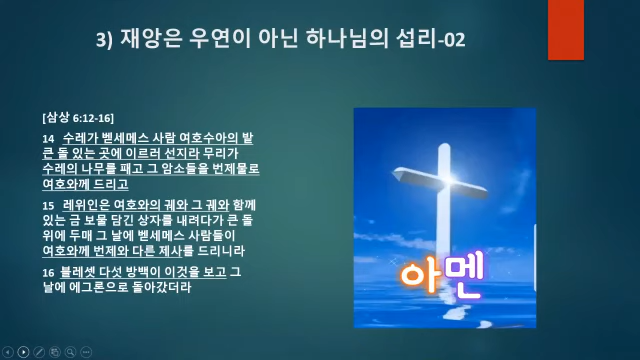 3) 재앙은 우연이 아닌 하나님의 섭리-02
[삼상 6:12-16]
14 수레가 벧세메스 사람 여호수아의 밭
큰 돌 있는 곳에 이르러 선지라 무리가
수레의 나무를 패고 그 암소들을 번제물로
여호와께 드리고
15 레위인은 여호와의 궤와 그 궤와 함께
있는 금 보물 담긴 상자를 내려다가 큰 돌
위에 두매 그 날에 벧세메스 사람들이
여호와께 번제와 다른 제사를 드리니라
16 블레셋 다섯 방백이 이것을 보고 그
날에 에그론으로 돌아갔더라
아멘